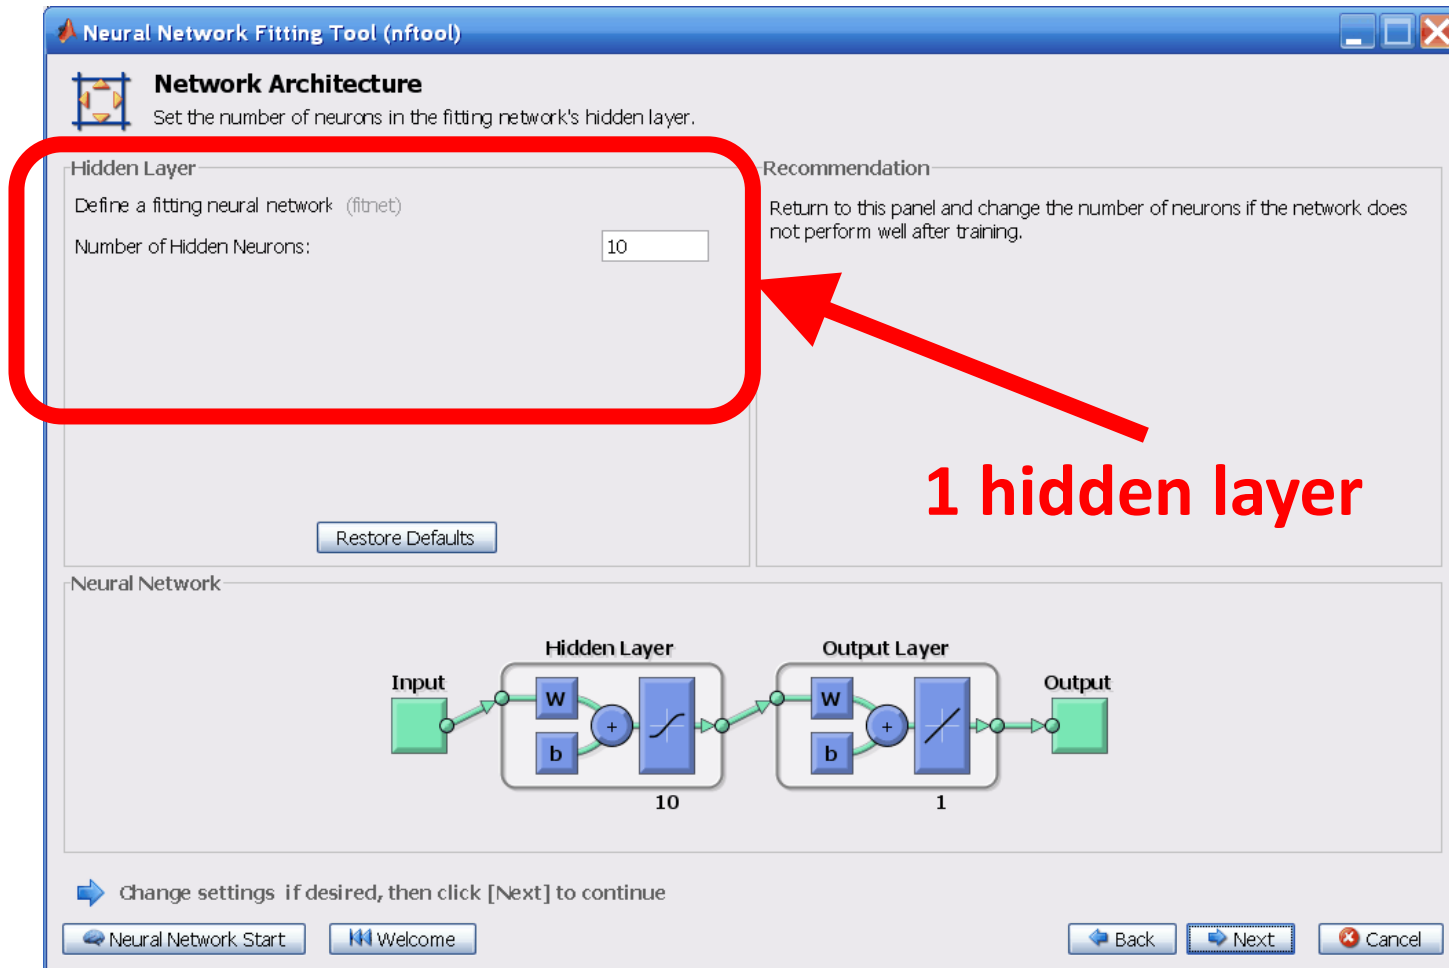 Neural Network Fitting Tool (nftool)
Network Architecture
Set the number of neurons in the fitting network's hidden layer.
Hidden Layer
Define a fitting neural network (fitnet)
Number of Hidden Neurons:
10
Recommendation
Return to this panel and change the number of neurons if the network does
not perform well after training.
1 hidden layer
Restore Defaults
Neural Network
Hidden Layer
Output Layer
Input
Output
W
b
+
W
b
+
10
1
Change settings if desired, then click [Next] to continue
Neural Network Start
Welcome
Back
Next
Cancel